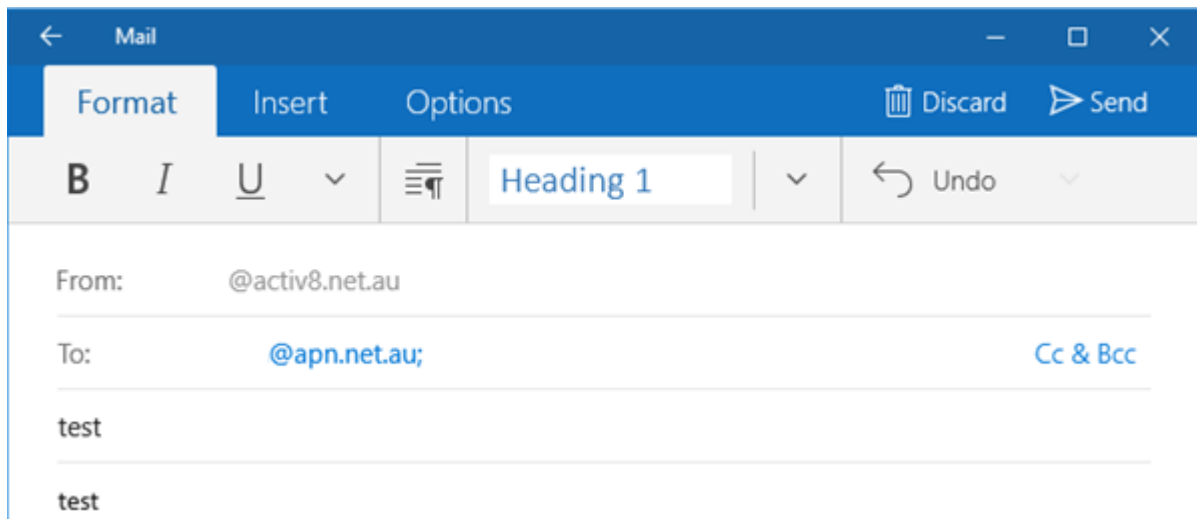 Mail
Format Insert Options Discard Send
B I U Heading 1 Undo
From: @activ8.net.au
To: @apn.net.au; Cc & Bcc
test
test